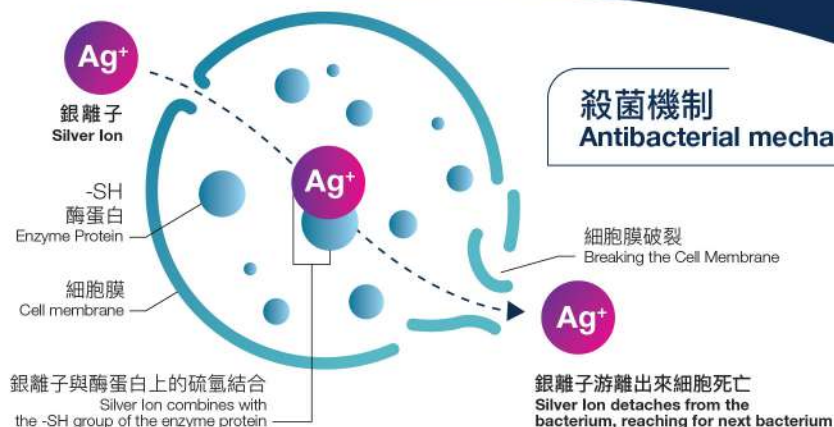 Ag+
銀離子
Silver Ion
殺菌機制
Antibacterial mecha
Ag+
-SH
酶蛋白
Enzyme Protein
細胞膜
Cell membrane
細胞膜破裂
Breaking the Cell Membrane
Ag+
銀離子與酶蛋白上的硫氫結合
Silver Ion combines with
the -SH group of the enzyme protein
銀離子游離出來細胞死亡
Silver Ion detaches from the
bacterium, reaching for next bacterium